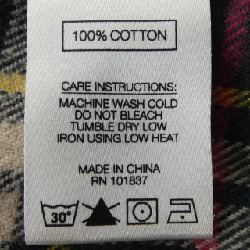 100% COTTON
CARE INSTRUCTIONS:
MACHINE WASH COLD
DO NOT BLEACH
TUMBLE DRY LOW
IRON USING LOW HEAT
MADE IN CHINA
RN 101837
30°